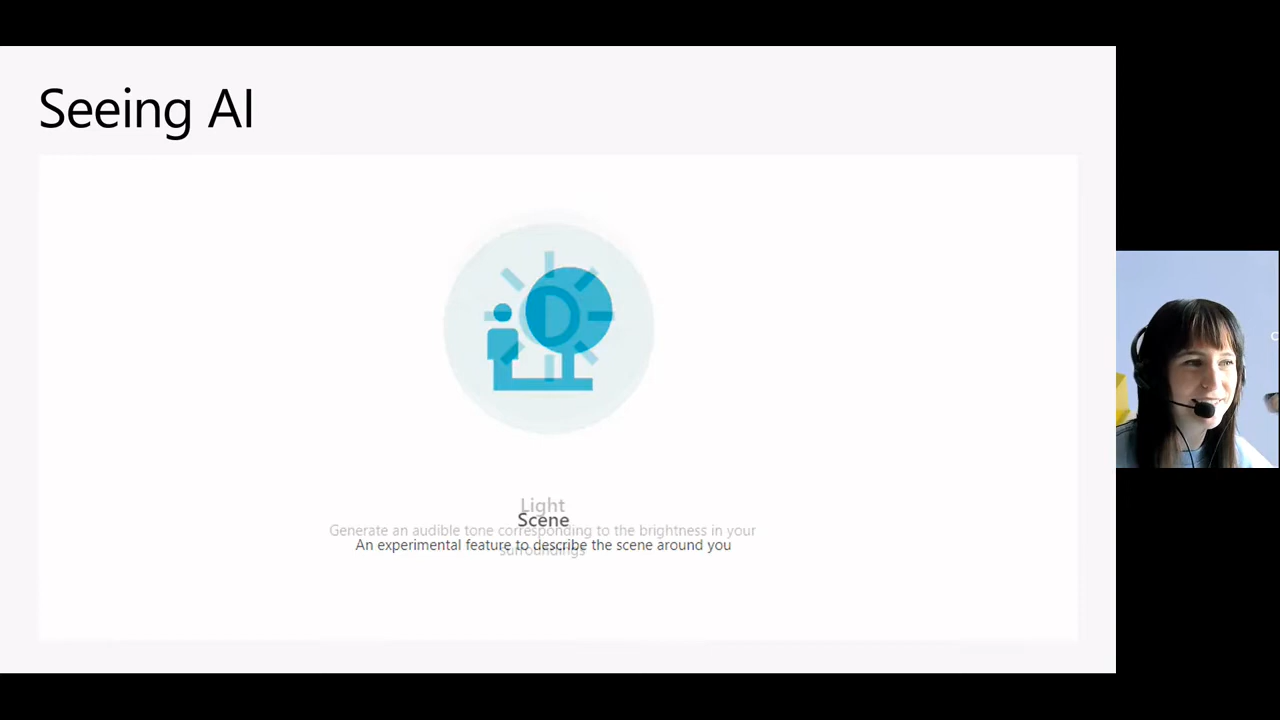 Seeing AI
Light
Scene
Generate an audible tone corresponding to the brightness in your
An experimental feature to describe the scene around you
surroundings